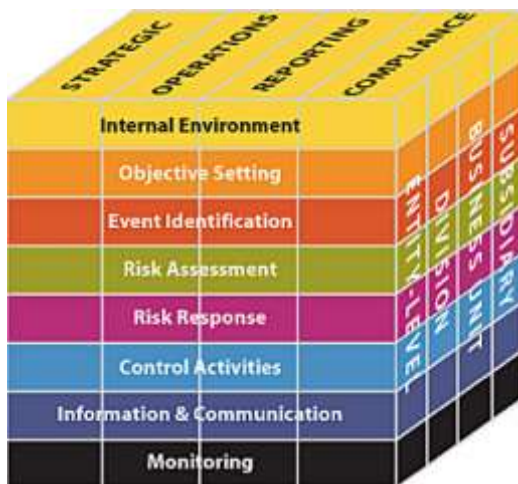 STRATEGIC
OPERATIONS
REPORTING
COMPLIANCE
Internal Environment
Objective Setting
Event Identification
Risk Assessment
Risk Response
Control Activities
Information & Communication
Monitoring
ENTITY-LEVEL
DIVISION
BUSINESS UNIT
SUBSIDIARY